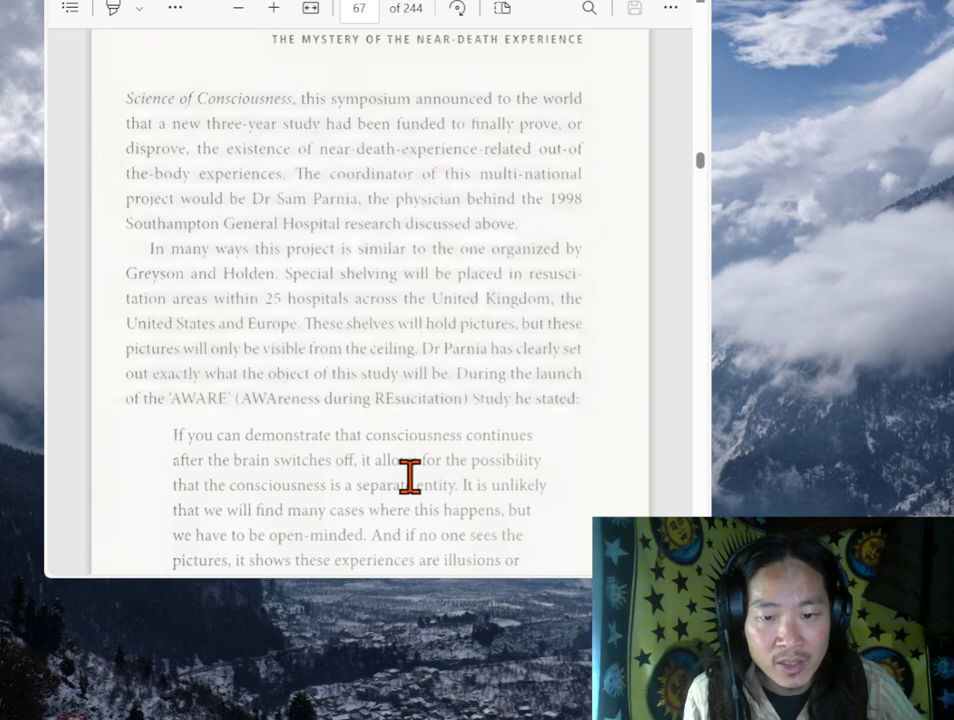 67 of 244
THE MYSTERY OF THE NEAR-DEATH EXPERIENCE
Science of Consciousness, this symposium announced to the world
that a new three-year study had been funded to finally prove, or
disprove, the existence of near-death-experience-related out-of
the-body experiences. The coordinator of this multi-national
project would be Dr Sam Parnia, the physician behind the 1998
Southampton General Hospital research discussed above.
In many ways this project is similar to the one organized by
Greyson and Holden. Special shelving will be placed in resusci-
tation areas within 25 hospitals across the United Kingdom, the
United States and Europe. These shelves will hold pictures, but these
pictures will only be visible from the ceiling. Dr Parnia has clearly set
out exactly what the object of this study will be. During the launch
of the 'AWARE' (AWAreness during REsucitation) Study he stated:
If you can demonstrate that consciousness continues
after the brain switches off, it allows for the possibility
that the consciousness is a separate entity. It is unlikely
that we will find many cases where this happens, but
we have to be open-minded. And if no one sees the
pictures, it shows these experiences are illusions or